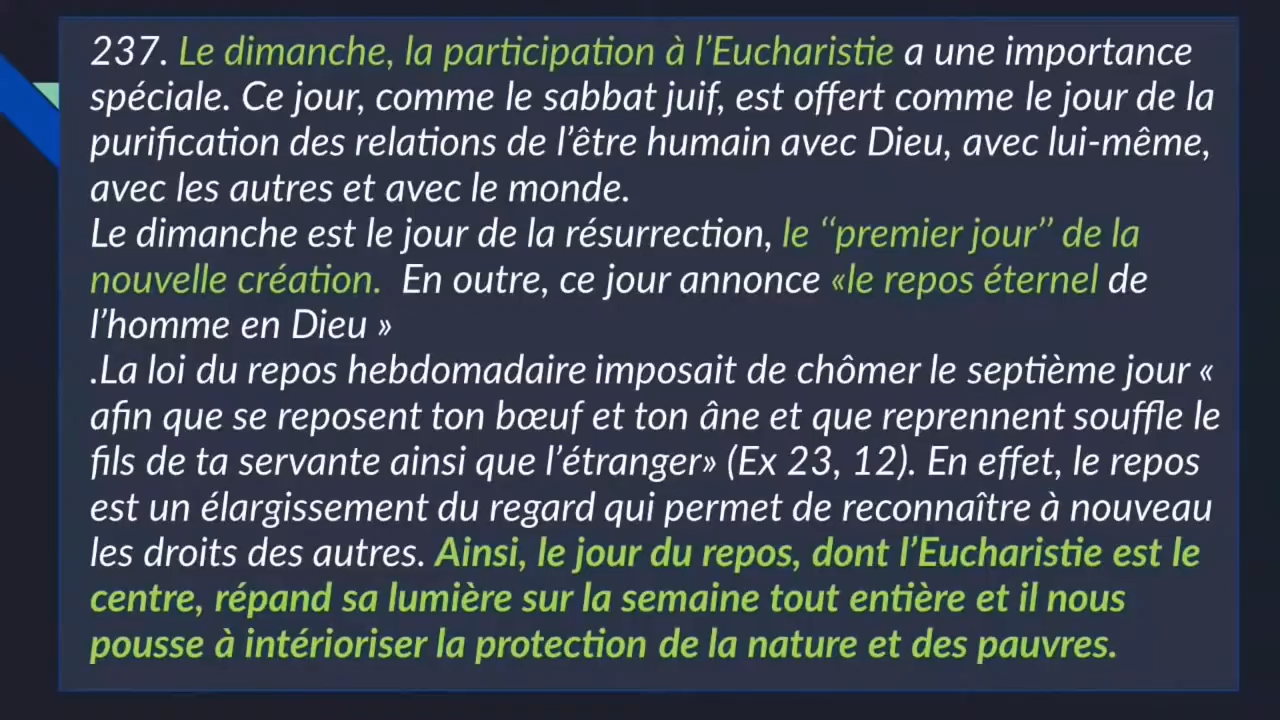 237. Le dimanche, la participation à l’Eucharistie a une importance
spéciale. Ce jour, comme le sabbat juif, est offert comme le jour de la
purification des relations de l’être humain avec Dieu, avec lui-même,
avec les autres et avec le monde.
Le dimanche est le jour de la résurrection, le “premier jour” de la
nouvelle création.  En outre, ce jour annonce «le repos éternel de
l’homme en Dieu »
.La loi du repos hebdomadaire imposait de chômer le septième jour «
afin que se reposent ton bœuf et ton âne et que reprennent souffle le
fils de ta servante ainsi que l’étranger» (Ex 23, 12). En effet, le repos
est un élargissement du regard qui permet de reconnaître à nouveau
les droits des autres. Ainsi, le jour du repos, dont l’Eucharistie est le
centre, répand sa lumière sur la semaine tout entière et il nous
pousse à intérioriser la protection de la nature et des pauvres.